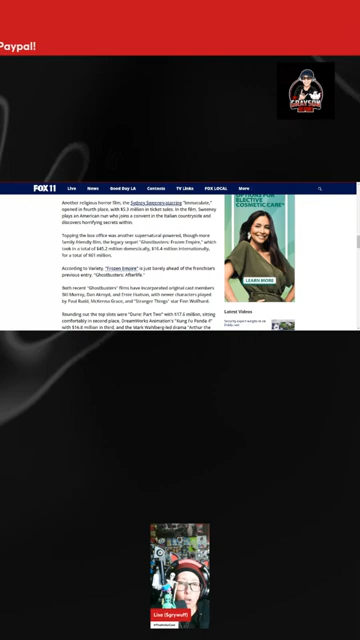 Paypal!
GRAYSON
FOX 11 Live News Good Day LA Contests TV Links FOX LOCAL More
Another religious horror film, the Sydney Sweeney-starring "Immaculate,"
opened in fourth place, with $5.3 million in ticket sales. In the film, Sweeney
plays an American nun who joins a convent in the Italian countryside and
discovers horrifying secrets within.
Topping the box office was another supernatural-powered, though more
family-friendly film, the legacy sequel "Ghostbusters: Frozen Empire," which
took in a total of $45.2 million domestically, $16.4 million internationally,
for a total of $61 million.
According to Variety, "Frozen Empire" is just barely ahead of the franchise's
previous entry, "Ghostbusters: Afterlife."
Both recent "Ghostbusters" films have incorporated original cast members
Bill Murray, Dan Akroyd, and Ernie Hudson, with newer characters played
by Paul Rudd, McKenna Grace, and "Stranger Things" star Finn Wolfhard.
Rounding out the top slots were "Dune: Part Two" with $17.6 million, sitting
comfortably in second place, DreamWorks Animation's "Kung Fu Panda 4"
with $16.8 million in third, and the Mark Wahlberg-led drama "Arthur the
OPTIONS FOR
ELECTIVE
COSMETIC CARE*
LEARN MORE
Latest Videos
Live ($grywuff)